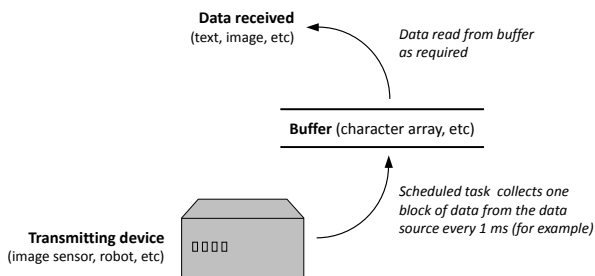 Data received
(text, image, etc)
Data read from buffer
as required
Buffer (character array, etc)
Scheduled task collects one
block of data from the data
source every 1 ms (for example)
Transmitting device
(image sensor, robot, etc)